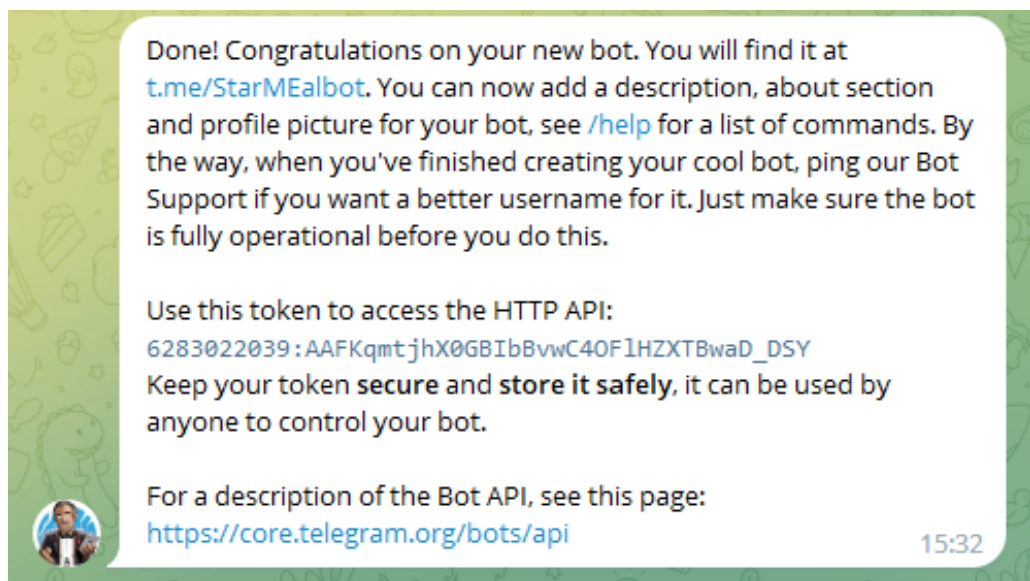 Done! Congratulations on your new bot. You will find it at
t.me/StarMEalbot. You can now add a description, about section
and profile picture for your bot, see /help for a list of commands. By
the way, when you've finished creating your cool bot, ping our Bot
Support if you want a better username for it. Just make sure the bot
is fully operational before you do this.
Use this token to access the HTTP API:
6283022039:AAFKqmtjhX0GBIbBvwC4OFlHZXTBwaD_DSY
Keep your token secure and store it safely, it can be used by
anyone to control your bot.
For a description of the Bot API, see this page:
https://core.telegram.org/bots/api
15:32